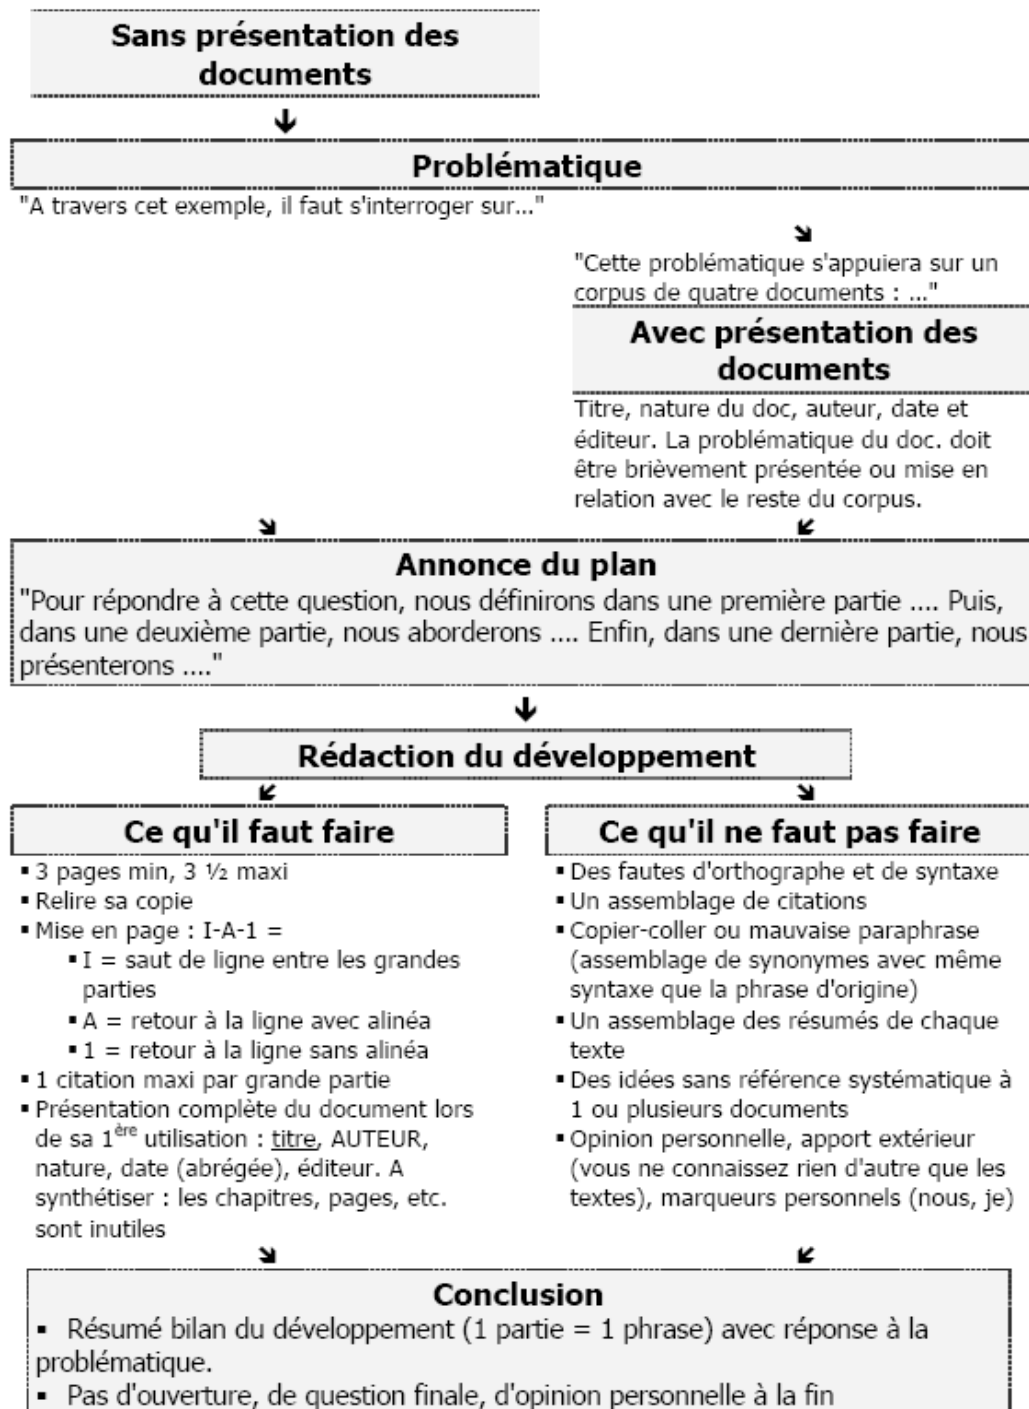 Sans présentation des
documents
Problématique
"A travers cet exemple, il faut s'interroger sur..."
"Cette problématique s'appuiera sur un
corpus de quatre documents : ..."
Avec présentation des
documents
Titre, nature du doc, auteur, date et
éditeur. La problématique du doc. doit
être brièvement présentée ou mise en
relation avec le reste du corpus.
Annonce du plan
"Pour répondre à cette question, nous définirons dans une première partie .... Puis,
dans une deuxième partie, nous aborderons .... Enfin, dans une dernière partie, nous
présenterons ...."
Rédaction du développement
Ce qu'il faut faire
▪ 3 pages min, 3 ½ maxi
▪ Relire sa copie
▪ Mise en page : I-A-1 =
▪ I = saut de ligne entre les grandes
parties
▪ A = retour à la ligne avec alinéa
▪ 1 = retour à la ligne sans alinéa
▪ 1 citation maxi par grande partie
▪ Présentation complète du document lors
de sa 1ère utilisation : titre, AUTEUR,
nature, date (abrégée), éditeur. A
synthétiser : les chapitres, pages, etc.
sont inutiles
Ce qu'il ne faut pas faire
▪ Des fautes d'orthographe et de syntaxe
▪ Un assemblage de citations
▪ Copier-coller ou mauvaise paraphrase
(assemblage de synonymes avec même
syntaxe que la phrase d'origine)
▪ Un assemblage des résumés de chaque
texte
▪ Des idées sans référence systématique à
1 ou plusieurs documents
▪ Opinion personnelle, apport extérieur
(vous ne connaissez rien d'autre que les
textes), marqueurs personnels (nous, je)
Conclusion
▪ Résumé bilan du développement (1 partie = 1 phrase) avec réponse à la
problématique.
▪ Pas d'ouverture, de question finale, d'opinion personnelle à la fin